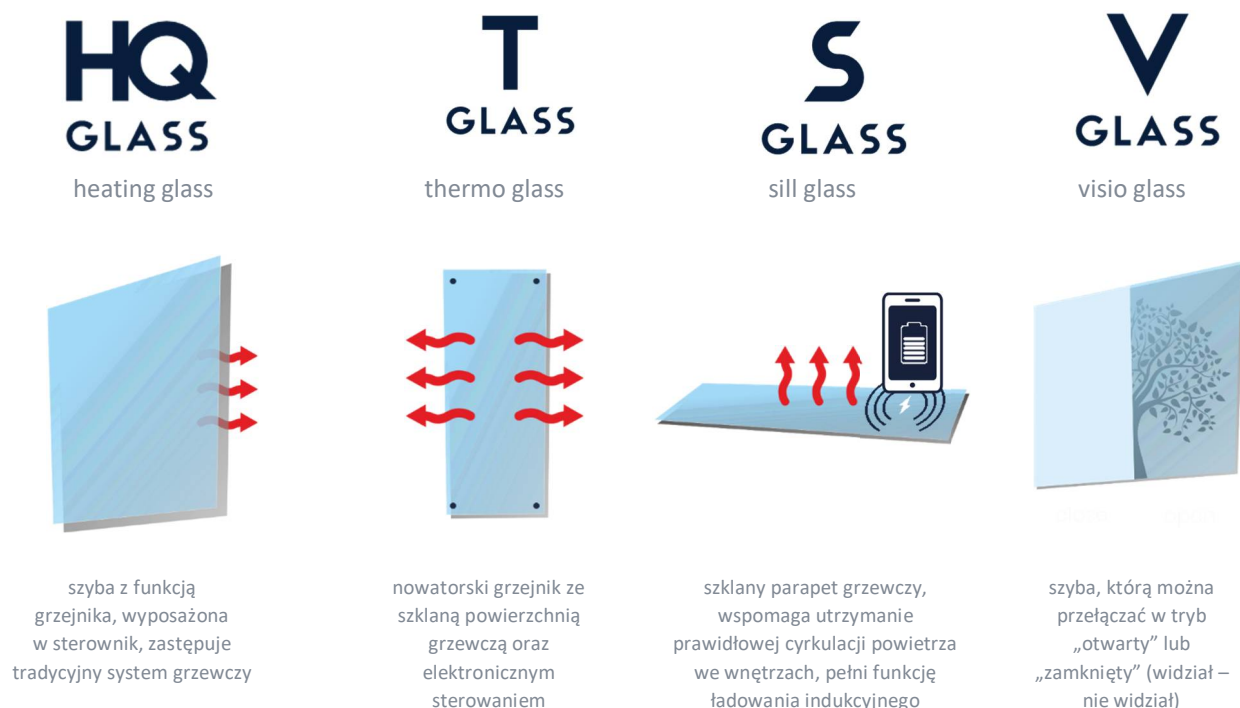 HQ
GLASS
heating glass
szyba z funkcją
grzejnika, wyposażona
w sterownik, zastępuje
tradycyjny system grzewczy
T
GLASS
thermo glass
nowatorski grzejnik ze
szklaną powierzchnią
grzewczą oraz
elektronicznym
sterowaniem
S
GLASS
sill glass
szklany parapet grzewczy,
wspomaga utrzymanie
prawidłowej cyrkulacji powietrza
we wnętrzach, pełni funkcję
ładowania indukcyjnego
V
GLASS
visio glass
szyba, którą można
przełączać w tryb
„otwarty” lub
„zamknięty” (widział –
nie widział)